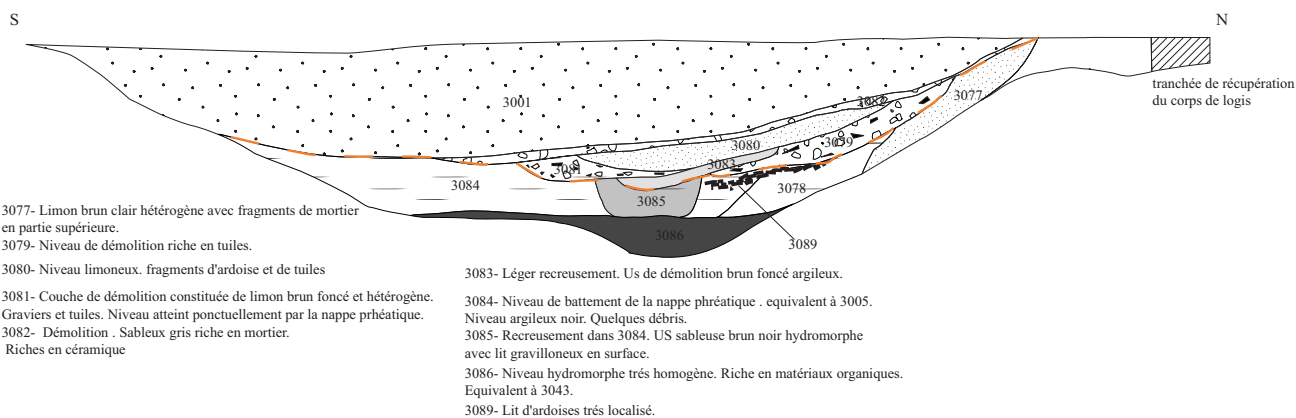 S
N
tranchée de récupération
du corps de logis
3001
3082
3077
3079
3080
3083
3081
3084
3078
3085
3086
3089
3077- Limon brun clair hétérogène avec fragments de mortier
en partie supérieure.
3079- Niveau de démolition riche en tuiles.
3080- Niveau limoneux. fragments d'ardoise et de tuiles
3081- Couche de démolition constituée de limon brun foncé et hétérogène.
Graviers et tuiles. Niveau atteint ponctuellement par la nappe prhéatique.
3082- Démolition . Sableux gris riche en mortier.
Riches en céramique
3083- Léger recreusement. Us de démolition brun foncé argileux.
3084- Niveau de battement de la nappe phréatique . equivalent à 3005.
Niveau argileux noir. Quelques débris.
3085- Recreusement dans 3084. US sableuse brun noir hydromorphe
avec lit gravilloneux en surface.
3086- Niveau hydromorphe trés homogène. Riche en matériaux organiques.
Equivalent à 3043.
3089- Lit d'ardoises trés localisé.